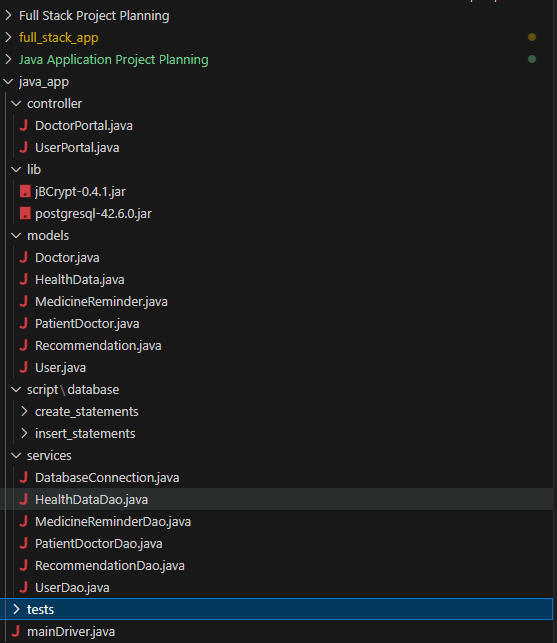 Full Stack Project Planning
full_stack_app
Java Application Project Planning
java_app
controller
DoctorPortal.java
UserPortal.java
lib
jBCrypt-0.4.1.jar
postgresql-42.6.0.jar
models
Doctor.java
HealthData.java
MedicineReminder.java
PatientDoctor.java
Recommendation.java
User.java
script\database
create_statements
insert_statements
services
DatabaseConnection.java
HealthDataDao.java
MedicineReminderDao.java
PatientDoctorDao.java
RecommendationDao.java
UserDao.java
tests
mainDriver.java